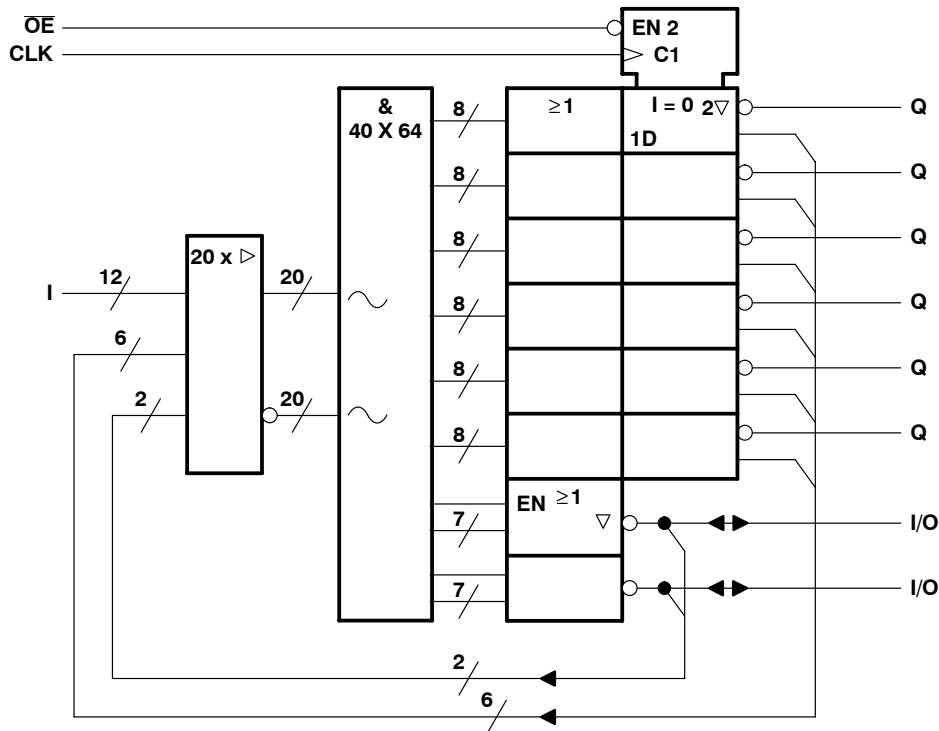 OE
EN 2
CLK
C1
&
40 X 64
8
≥1
I = 0 2▽
1D
Q
8
Q
8
Q
20 x ▷
I
12
20
8
Q
6
8
Q
2
20
8
Q
EN ≥1
▽
7
I/O
7
I/O
2
6